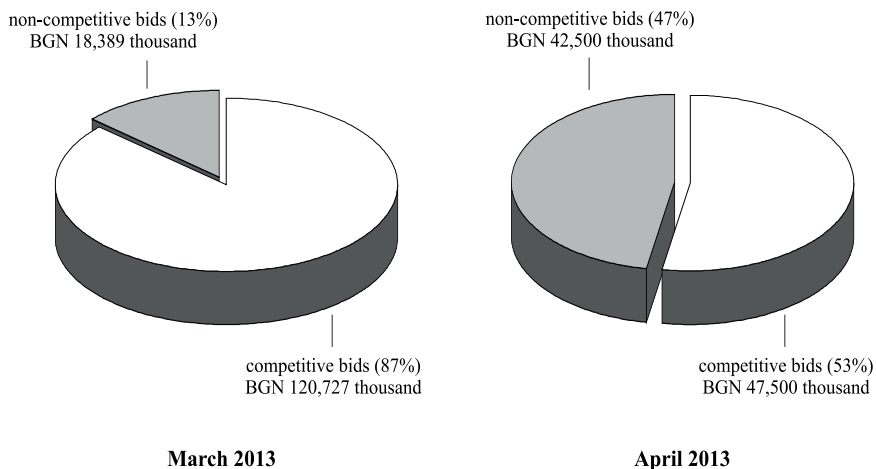 non-competitive bids (13%)
BGN 18,389 thousand
competitive bids (87%)
BGN 120,727 thousand
March 2013
non-competitive bids (47%)
BGN 42,500 thousand
competitive bids (53%)
BGN 47,500 thousand
April 2013